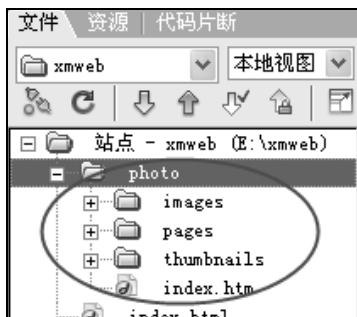 文件 资源 代码片断
xmweb 本地视图
站点 - xmweb (E:\xmweb)
photo
images
pages
thumbnails
index.htm
index.html